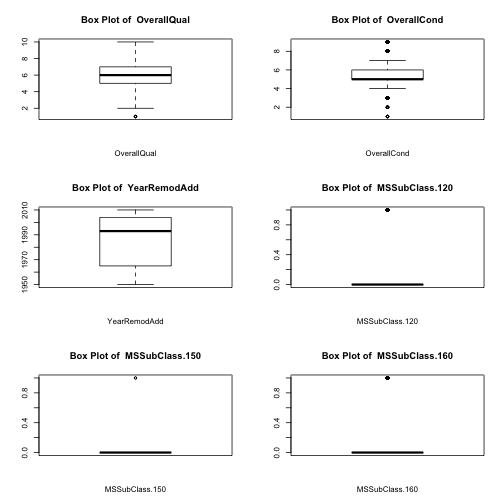 Box Plot of OverallQual
2 4 6 8 10
OverallQual
Box Plot of OverallCond
2 4 6 8
OverallCond
Box Plot of YearRemodAdd
1950 1970 1990 2010
YearRemodAdd
Box Plot of MSSubClass.120
0.0 0.4 0.8
MSSubClass.120
Box Plot of MSSubClass.150
0.0 0.4 0.8
MSSubClass.150
Box Plot of MSSubClass.160
0.0 0.4 0.8
MSSubClass.160